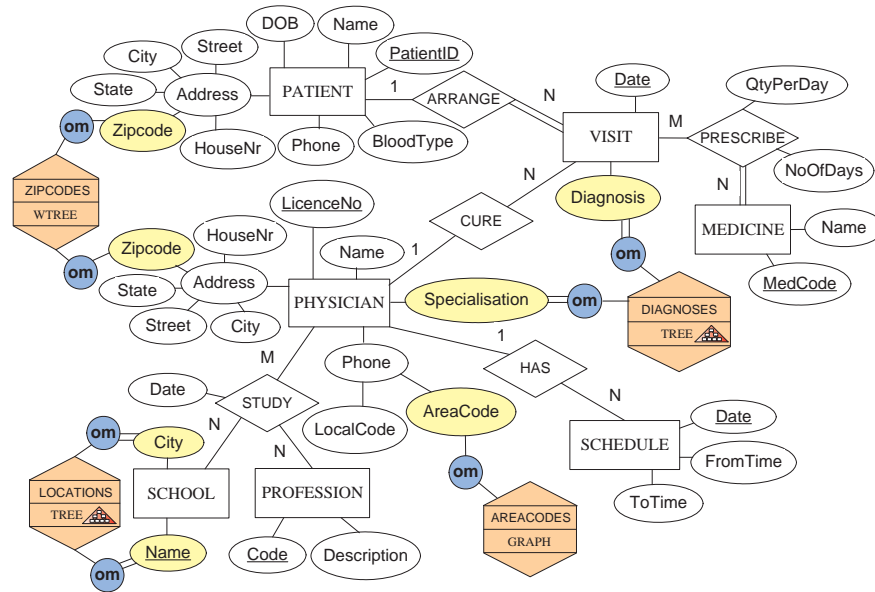 DOB
Name
Street
City
PatientID
State
Address
PATIENT
1
ARRANGE
N
Date
QtyPerDay
om
Zipcode
HouseNr
Phone
BloodType
VISIT
M
PRESCRIBE
NoOfDays
ZIPCODES
WTREE
LicenceNo
N
CURE
Diagnosis
N
MEDICINE
Name
om
Zipcode
HouseNr
Name
1
om
MedCode
State
Address
PHYSICIAN
Specialisation
om
DIAGNOSES
TREE
Street
City
M
Phone
1
HAS
Date
STUDY
AreaCode
N
LocalCode
Date
om
City
N
N
SCHEDULE
FromTime
om
LOCATIONS
TREE
SCHOOL
PROFESSION
ToTime
AREACODES
GRAPH
Name
Code
Description
om